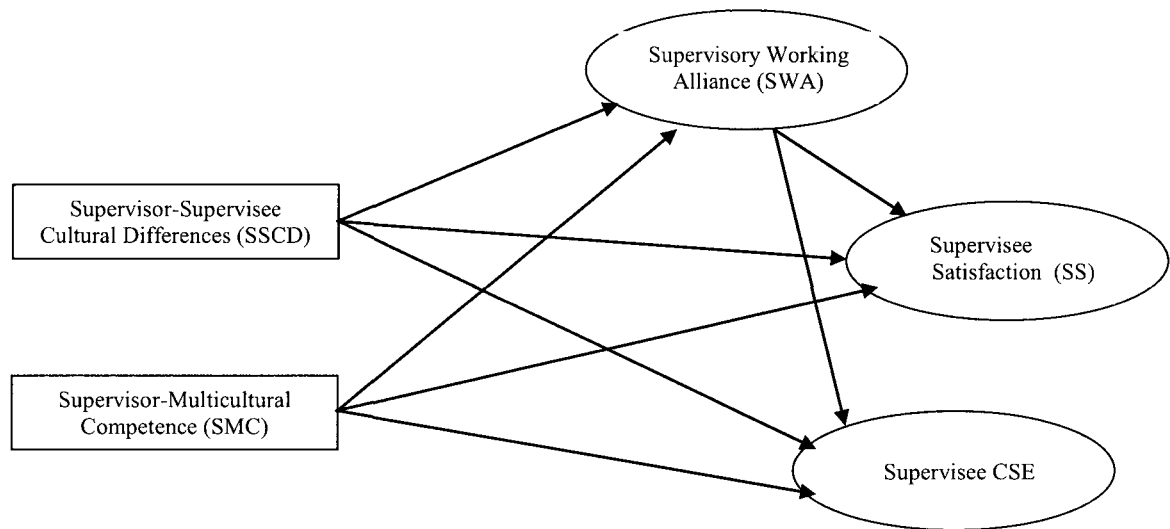 Supervisory Working
Alliance (SWA)
Supervisor-Supervisee
Cultural Differences (SSCD)
Supervisee
Satisfaction (SS)
Supervisor-Multicultural
Competence (SMC)
Supervisee CSE